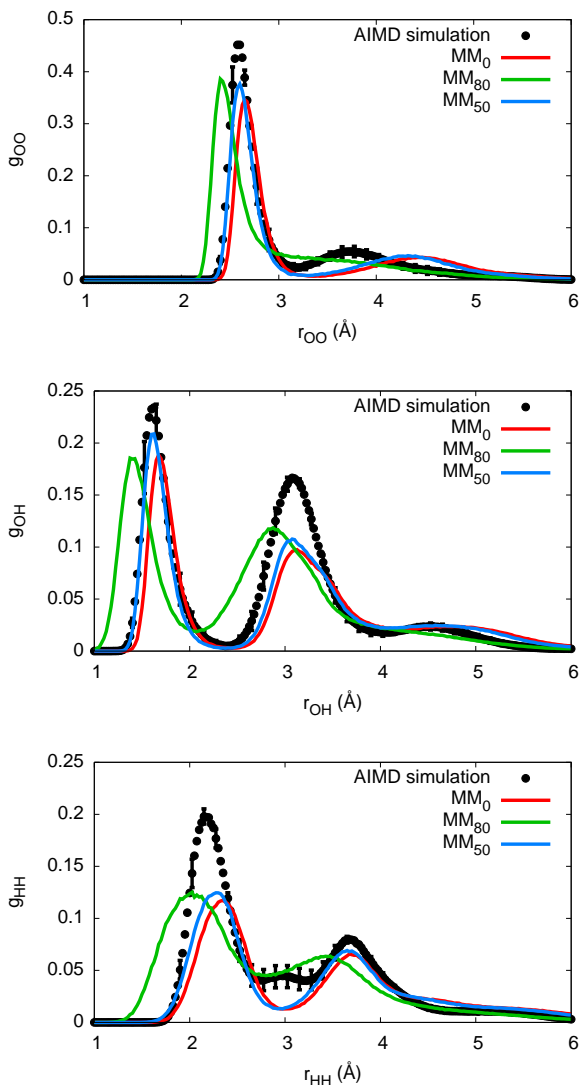 AIMD simulation
MM0
MM80
MM50
0.5
0.4
0.3
0.2
0.1
0
gOO
1 2 3 4 5 6
rOO (Å)
AIMD simulation
MM0
MM80
MM50
0.25
0.2
0.15
0.1
0.05
0
gOH
1 2 3 4 5 6
rOH (Å)
AIMD simulation
MM0
MM80
MM50
0.25
0.2
0.15
0.1
0.05
0
gHH
1 2 3 4 5 6
rHH (Å)